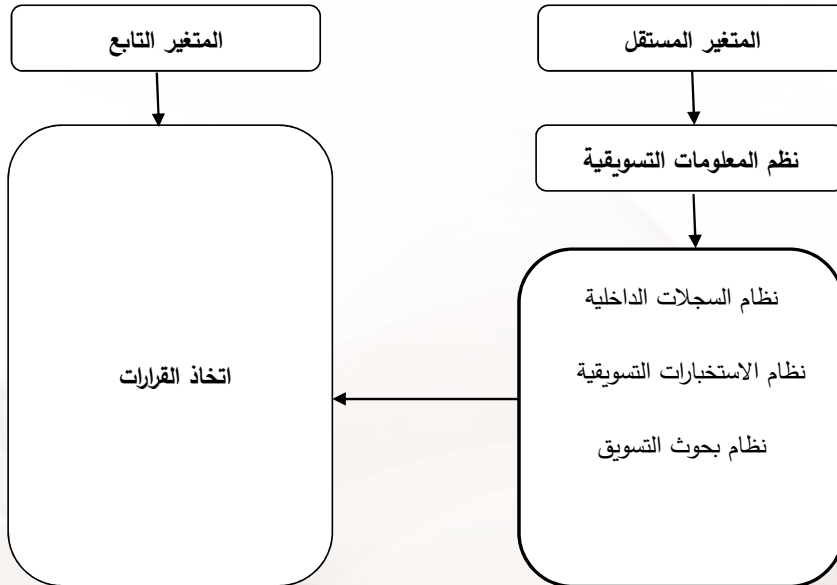 المتغير المستقل
المتغير التابع
نظم المعلومات التسويقية
نظام السجلات الداخلية
نظام الاستخبارات التسويقية
نظام بحوث التسويق
اتخاذ القرارات